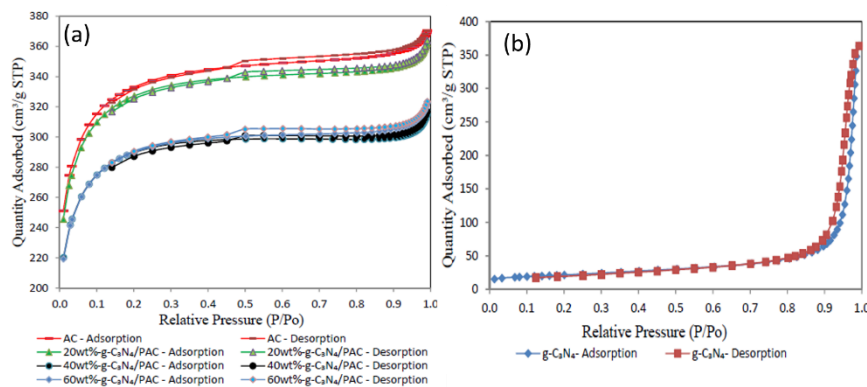 (a)
Quantity Adsorbed (cm³/g STP)
380
360
340
320
300
280
260
240
220
200
0.0 0.1 0.2 0.3 0.4 0.5 0.6 0.7 0.8 0.9 1.0
Relative Pressure (P/Po)
AC - Adsorption AC - Desorption
20wt%-g-C₃N₄/PAC - Adsorption 20wt%-g-C₃N₄/PAC - Desorption
40wt%-g-C₃N₄/PAC - Adsorption 40wt%-g-C₃N₄/PAC - Desorption
60wt%-g-C₃N₄/PAC - Adsorption 60wt%-g-C₃N₄/PAC - Desorption
(b)
Quantity Adsorbed (cm³/g STP)
400
350
300
250
200
150
100
50
0
0.0 0.1 0.2 0.3 0.4 0.5 0.6 0.7 0.8 0.9 1.0
Relative Pressure (P/Po)
g-C₃N₄- Adsorption g-C₃N₄- Desorption